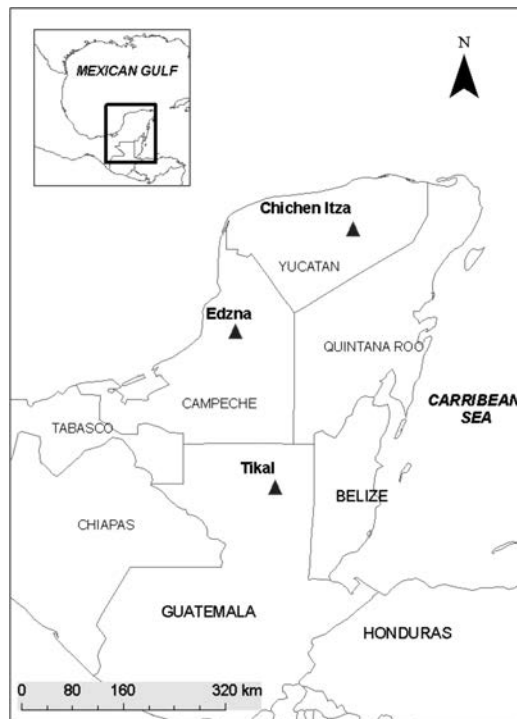 MEXICAN GULF
N
Chichen Itza
YUCATAN
Edzna
QUINTANA ROO
CAMPECHE
CARRIBEAN
SEA
TABASCO
Tikal
BELIZE
CHIAPAS
GUATEMALA
HONDURAS
0 80 160 320 km